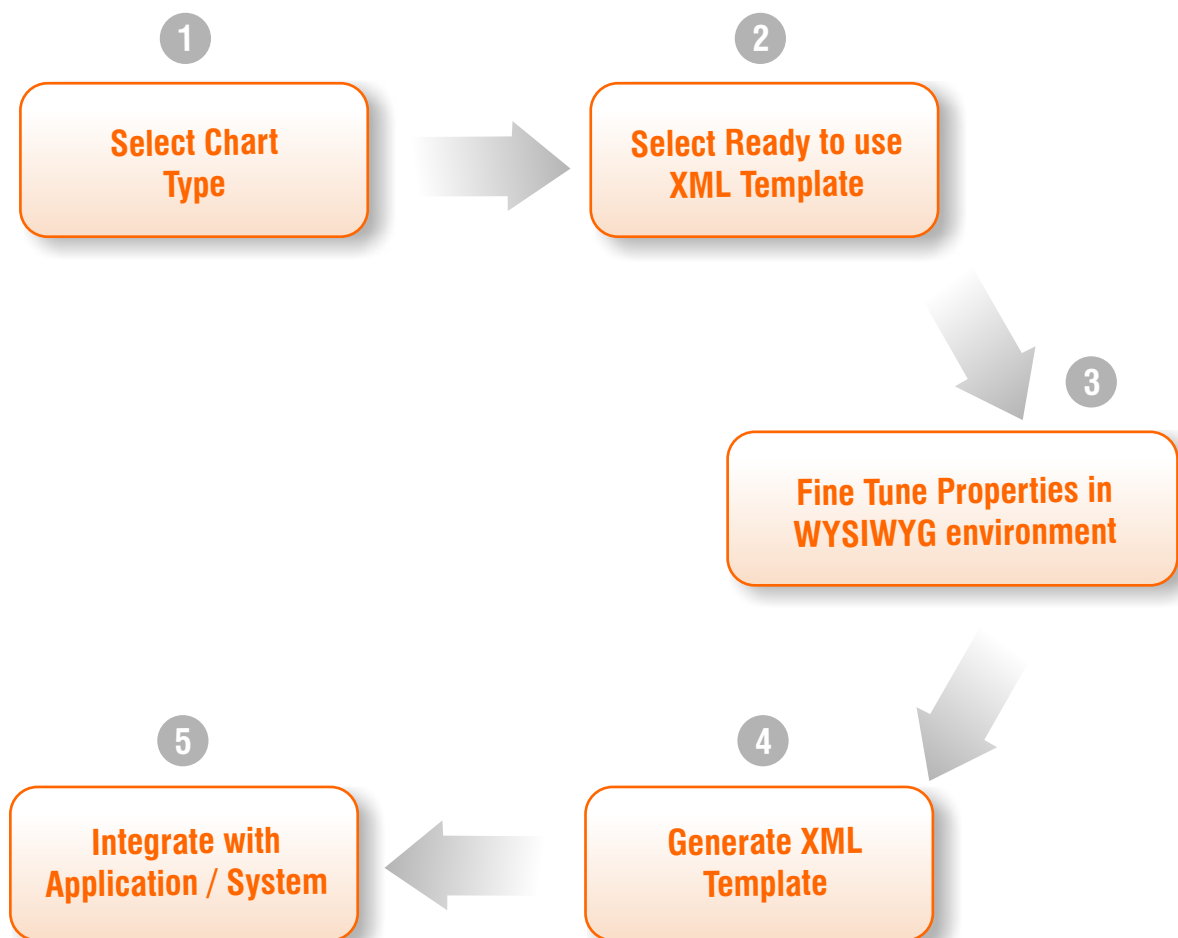 1
Select Chart
Type
2
Select Ready to use
XML Template
3
Fine Tune Properties in
WYSIWYG environment
4
Generate XML
Template
5
Integrate with
Application / System